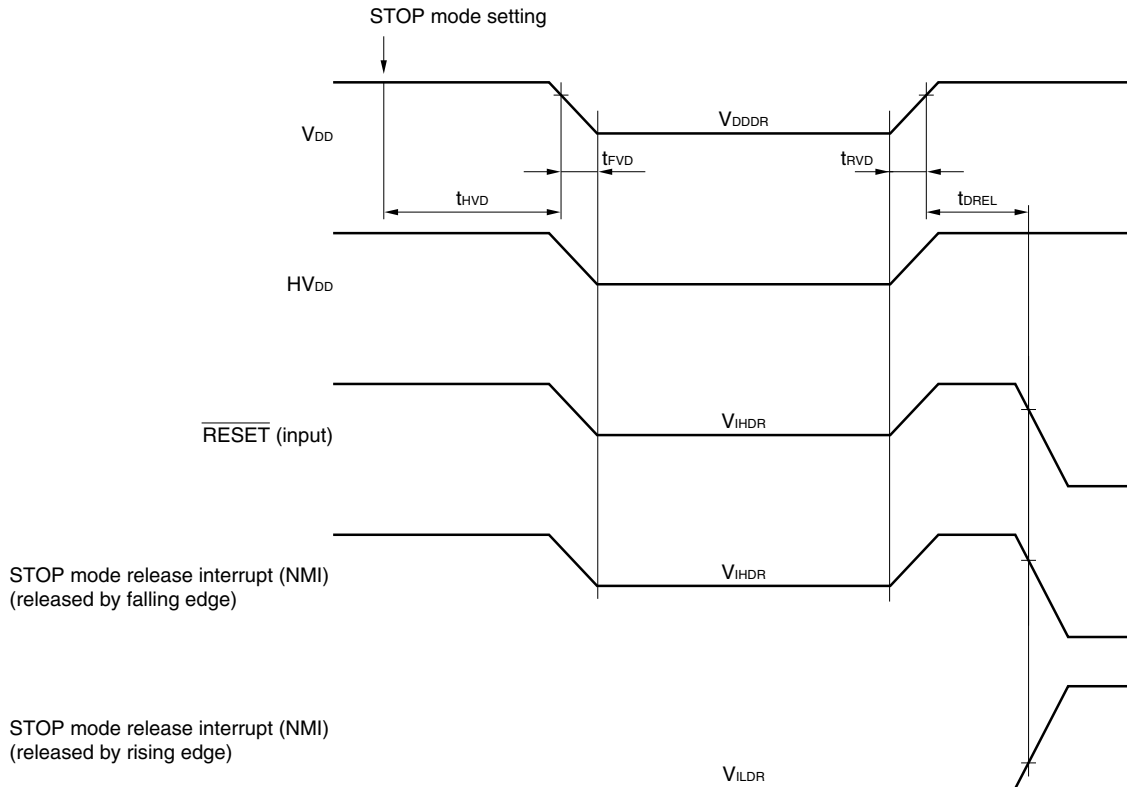 STOP mode setting
VDD
VDDDR
tFVD
tRVD
tHVD
tDREL
HVDD
RESET (input)
VIHDR
STOP mode release interrupt (NMI)
(released by falling edge)
VIHDR
STOP mode release interrupt (NMI)
(released by rising edge)
VILDR